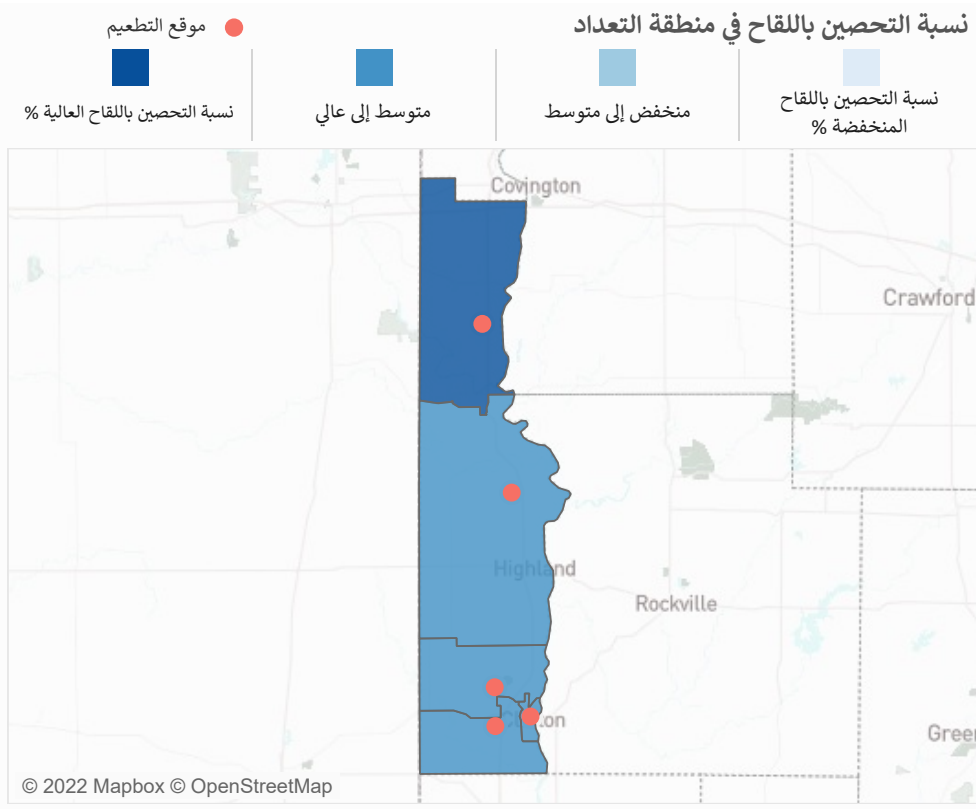 نسبة التحصين باللقاح في منطقة التعداد
موقع التطعيم
نسبة التحصين باللقاح
المنخفضة %
منخفض إلى متوسط
متوسط إلى عالي
نسبة التحصين باللقاح العالية %
Covington
Crawford
Highland
Rockville
Green
© 2022 Mapbox © OpenStreetMap